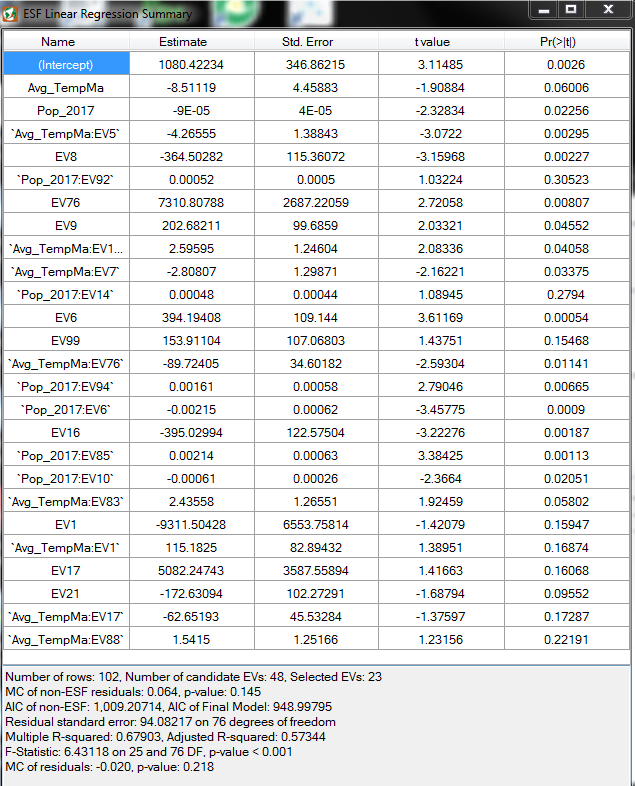 ESF Linear Regression Summary
Name Estimate Std. Error t value Pr(>|t|)
(Intercept) 1080.42234 346.86215 3.11485 0.0026
Avg_TempMa -8.51119 4.45883 -1.90884 0.06006
Pop_2017 -9E-05 4E-05 -2.32834 0.02256
`Avg_TempMa:EV5` -4.26555 1.38843 -3.0722 0.00295
EV8 -364.50282 115.36072 -3.15968 0.00227
`Pop_2017:EV92` 0.00052 0.0005 1.03224 0.30523
EV76 7310.80788 2687.22059 2.72058 0.00807
EV9 202.68211 99.6859 2.03321 0.04552
`Avg_TempMa:EV1... 2.59595 1.24604 2.08336 0.04058
`Avg_TempMa:EV7` -2.80807 1.29871 -2.16221 0.03375
`Pop_2017:EV14` 0.00048 0.00044 1.08945 0.2794
EV6 394.19408 109.144 3.61169 0.00054
EV99 153.91104 107.06803 1.43751 0.15468
`Avg_TempMa:EV76` -89.72405 34.60182 -2.59304 0.01141
`Pop_2017:EV94` 0.00161 0.00058 2.79046 0.00665
`Pop_2017:EV6` -0.00215 0.00062 -3.45775 0.0009
EV16 -395.02994 122.57504 -3.22276 0.00187
`Pop_2017:EV85` 0.00214 0.00063 3.38425 0.00113
`Pop_2017:EV10` -0.00061 0.00026 -2.3664 0.02051
`Avg_TempMa:EV83` 2.43558 1.26551 1.92459 0.05802
EV1 -9311.50428 6553.75814 -1.42079 0.15947
`Avg_TempMa:EV1` 115.1825 82.89432 1.38951 0.16874
EV17 5082.24743 3587.55894 1.41663 0.16068
EV21 -172.63094 102.27291 -1.68794 0.09552
`Avg_TempMa:EV17` -62.65193 45.53284 -1.37597 0.17287
`Avg_TempMa:EV88` 1.5415 1.25166 1.23156 0.22191
Number of rows: 102, Number of candidate EVs: 48, Selected EVs: 23
MC of non-ESF residuals: 0.064, p-value: 0.145
AIC of non-ESF: 1,009.20714, AIC of Final Model: 948.99795
Residual standard error: 94.08217 on 76 degrees of freedom
Multiple R-squared: 0.67903, Adjusted R-squared: 0.57344
F-Statistic: 6.43118 on 25 and 76 DF, p-value < 0.001
MC of residuals: -0.020, p-value: 0.218